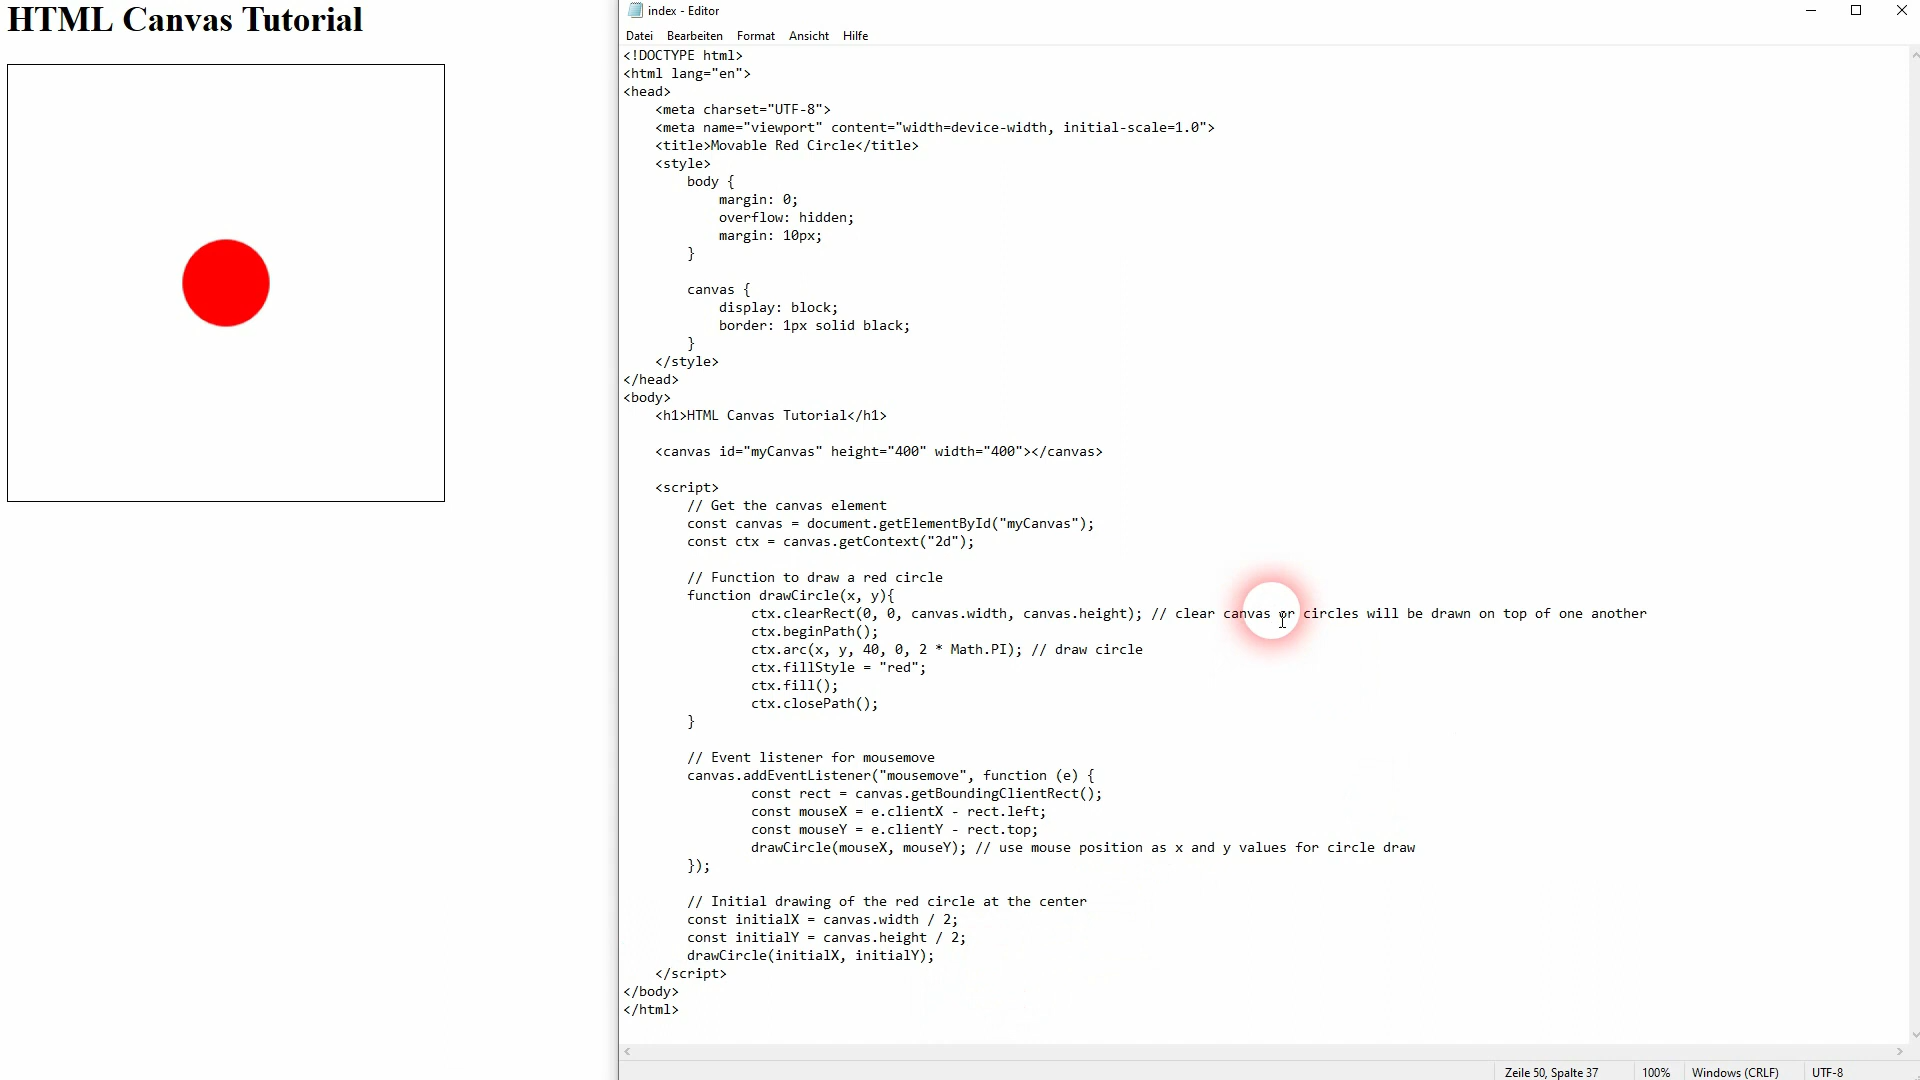 HTML Canvas Tutorial
index - Editor
Datei Bearbeiten Format Ansicht Hilfe
<!DOCTYPE html>
<html lang="en">
<head>
    <meta charset="UTF-8">
    <meta name="viewport" content="width=device-width, initial-scale=1.0">
    <title>Movable Red Circle</title>
    <style>
        body {
            margin: 0;
            overflow: hidden;
            margin: 10px;
        }
        canvas {
            display: block;
            border: 1px solid black;
        }
    </style>
</head>
<body>
    <h1>HTML Canvas Tutorial</h1>
    <canvas id="myCanvas" height="400" width="400"></canvas>
    <script>
        // Get the canvas element
        const canvas = document.getElementById("myCanvas");
        const ctx = canvas.getContext("2d");
        // Function to draw a red circle
        function drawCircle(x, y){
                ctx.clearRect(0, 0, canvas.width, canvas.height); // clear canvas or circles will be drawn on top of one another
                ctx.beginPath();
                ctx.arc(x, y, 40, 0, 2 * Math.PI); // draw circle
                ctx.fillStyle = "red";
                ctx.fill();
                ctx.closePath();
        }
        // Event listener for mousemove
        canvas.addEventListener("mousemove", function (e) {
                const rect = canvas.getBoundingClientRect();
                const mouseX = e.clientX - rect.left;
                const mouseY = e.clientY - rect.top;
                drawCircle(mouseX, mouseY); // use mouse position as x and y values for circle draw
        });
        // Initial drawing of the red circle at the center
        const initialX = canvas.width / 2;
        const initialY = canvas.height / 2;
        drawCircle(initialX, initialY);
    </script>
</body>
</html>
Zeile 50, Spalte 37 100% Windows (CRLF) UTF-8